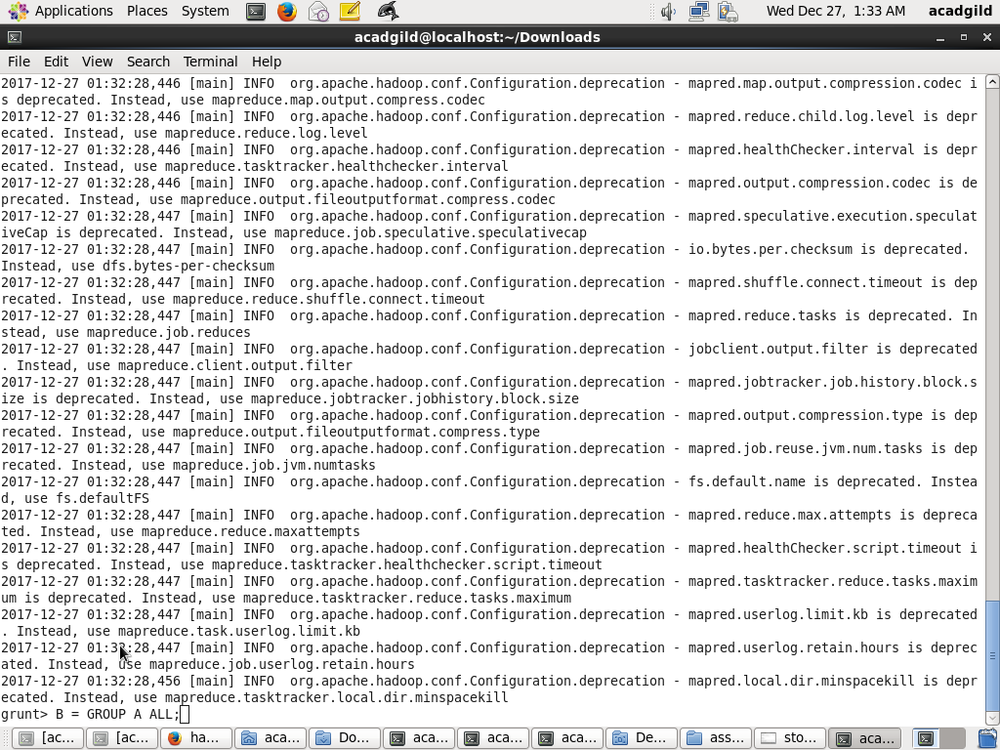 Applications Places System Wed Dec 27, 1:33 AM acadgild
acadgild@localhost:~/Downloads
File Edit View Search Terminal Help
2017-12-27 01:32:28,446 [main] INFO  org.apache.hadoop.conf.Configuration.deprecation - mapred.map.output.compression.codec i
s deprecated. Instead, use mapreduce.map.output.compress.codec
2017-12-27 01:32:28,446 [main] INFO  org.apache.hadoop.conf.Configuration.deprecation - mapred.reduce.child.log.level is depr
ecated. Instead, use mapreduce.reduce.log.level
2017-12-27 01:32:28,446 [main] INFO  org.apache.hadoop.conf.Configuration.deprecation - mapred.healthChecker.interval is depr
ecated. Instead, use mapreduce.tasktracker.healthchecker.interval
2017-12-27 01:32:28,446 [main] INFO  org.apache.hadoop.conf.Configuration.deprecation - mapred.output.compression.codec is de
precated. Instead, use mapreduce.output.fileoutputformat.compress.codec
2017-12-27 01:32:28,447 [main] INFO  org.apache.hadoop.conf.Configuration.deprecation - mapred.speculative.execution.speculat
iveCap is deprecated. Instead, use mapreduce.job.speculative.speculativecap
2017-12-27 01:32:28,447 [main] INFO  org.apache.hadoop.conf.Configuration.deprecation - io.bytes.per.checksum is deprecated.
Instead, use dfs.bytes-per-checksum
2017-12-27 01:32:28,447 [main] INFO  org.apache.hadoop.conf.Configuration.deprecation - mapred.shuffle.connect.timeout is dep
recated. Instead, use mapreduce.reduce.shuffle.connect.timeout
2017-12-27 01:32:28,447 [main] INFO  org.apache.hadoop.conf.Configuration.deprecation - mapred.reduce.tasks is deprecated. In
stead, use mapreduce.job.reduces
2017-12-27 01:32:28,447 [main] INFO  org.apache.hadoop.conf.Configuration.deprecation - jobclient.output.filter is deprecated
. Instead, use mapreduce.client.output.filter
2017-12-27 01:32:28,447 [main] INFO  org.apache.hadoop.conf.Configuration.deprecation - mapred.jobtracker.job.history.block.s
ize is deprecated. Instead, use mapreduce.jobtracker.jobhistory.block.size
2017-12-27 01:32:28,447 [main] INFO  org.apache.hadoop.conf.Configuration.deprecation - mapred.output.compression.type is dep
recated. Instead, use mapreduce.output.fileoutputformat.compress.type
2017-12-27 01:32:28,447 [main] INFO  org.apache.hadoop.conf.Configuration.deprecation - mapred.job.reuse.jvm.num.tasks is dep
recated. Instead, use mapreduce.job.jvm.numtasks
2017-12-27 01:32:28,447 [main] INFO  org.apache.hadoop.conf.Configuration.deprecation - fs.default.name is deprecated. Instea
d, use fs.defaultFS
2017-12-27 01:32:28,447 [main] INFO  org.apache.hadoop.conf.Configuration.deprecation - mapred.reduce.max.attempts is depreca
ted. Instead, use mapreduce.reduce.maxattempts
2017-12-27 01:32:28,447 [main] INFO  org.apache.hadoop.conf.Configuration.deprecation - mapred.healthChecker.script.timeout i
s deprecated. Instead, use mapreduce.tasktracker.healthchecker.script.timeout
2017-12-27 01:32:28,447 [main] INFO  org.apache.hadoop.conf.Configuration.deprecation - mapred.tasktracker.reduce.tasks.maxim
um is deprecated. Instead, use mapreduce.tasktracker.reduce.tasks.maximum
2017-12-27 01:32:28,447 [main] INFO  org.apache.hadoop.conf.Configuration.deprecation - mapred.userlog.limit.kb is deprecated
. Instead, use mapreduce.task.userlog.limit.kb
2017-12-27 01:32:28,447 [main] INFO  org.apache.hadoop.conf.Configuration.deprecation - mapred.userlog.retain.hours is deprec
ated. Instead, use mapreduce.job.userlog.retain.hours
2017-12-27 01:32:28,456 [main] INFO  org.apache.hadoop.conf.Configuration.deprecation - mapred.local.dir.minspacekill is depr
ecated. Instead, use mapreduce.tasktracker.local.dir.minspacekill
grunt> B = GROUP A ALL;
[ac... [ac... ha... aca... Do... aca... aca... aca... De... ass... sto... aca...